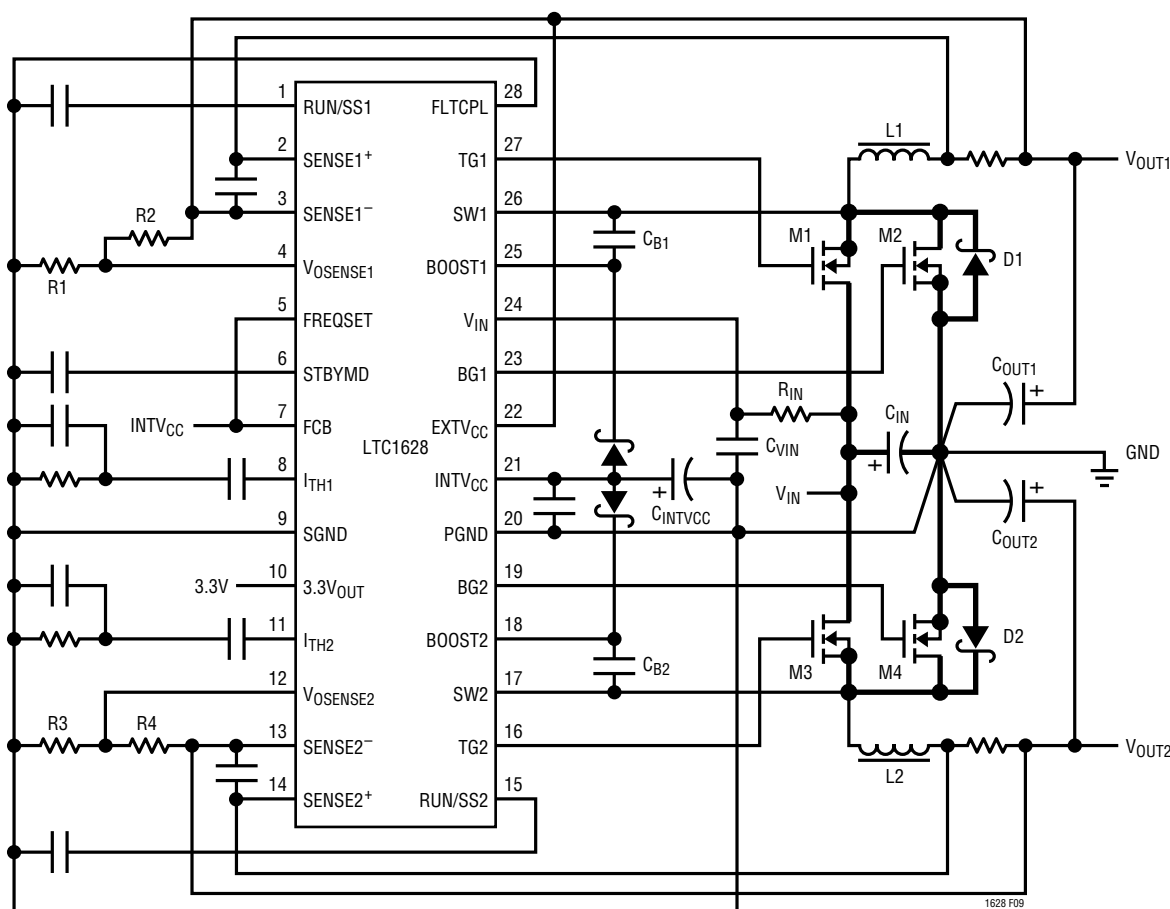 1
RUN/SS1
FLTCPL
28
2
SENSE1+
TG1
27
L1
VOUT1
3
SENSE1–
SW1
26
R2
CB1
M1
M2
D1
4
VOSENSE1
BOOST1
25
R1
5
FREQSET
VIN
24
6
STBYMD
BG1
23
COUT1
+
RIN
CIN
+
INTVCC
7
FCB
EXTVCC
22
LTC1628
CVIN
GND
8
ITH1
INTVCC
21
+
CINTVCC
VIN
+
COUT2
9
SGND
PGND
20
3.3V
10
3.3VOUT
BG2
19
11
ITH2
BOOST2
18
CB2
M3
M4
D2
12
VOSENSE2
SW2
17
R3
R4
13
SENSE2–
TG2
16
L2
VOUT2
14
SENSE2+
RUN/SS2
15
1628 F09